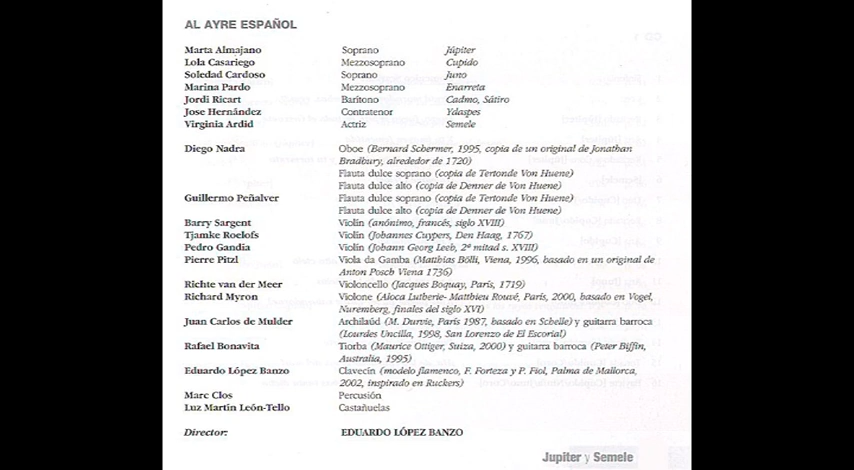 AL AYRE ESPAÑOL
Marta Almajano Soprano Júpiter
Lola Casariego Mezzosoprano Cupido
Soledad Cardoso Soprano Juno
Marina Pardo Mezzosoprano Enarreta
Jordi Ricart Barítono Cadmo, Sátiro
Jose Hernández Contratenor Ydaspes
Virginia Ardid Actriz Semele
Diego Nadra Oboe (Bernard Schermer, 1995, copia de un original de Jonathan
Bradbury, alrededor de 1720)
Flauta dulce soprano (copia de Tertonde Von Huene)
Flauta dulce alto (copia de Denner de Von Huene)
Guillermo Peñalver Flauta dulce soprano (copia de Tertonde Von Huene)
Flauta dulce alto (copia de Denner de Von Huene)
Barry Sargent Violín (anónimo, francés, siglo XVIII)
Tjamke Roelofs Violín (Johannes Cuypers, Den Haag, 1767)
Pedro Gandia Violín (Johann Georg Leeb, 2ª mitad s. XVIII)
Pierre Pitzl Viola da Gamba (Matthias Bölli, Viena, 1996, basado en un original de
Anton Posch Viena 1736)
Richte van der Meer Violoncello (Jacques Boquay, París, 1719)
Richard Myron Violone (Aloca Lutherie- Matthieu Rouvé, París, 2000, basado en Vogel,
Nuremberg, finales del siglo XVI)
Juan Carlos de Mulder Archilaúd (M. Durvie, París 1987, basado en Schelle) y guitarra barroca
(Lourdes Uncilla, 1998, San Lorenzo de El Escorial)
Rafael Bonavita Tiorba (Maurice Ottiger, Suiza, 2000) y guitarra barroca (Peter Biffin,
Australia, 1995)
Eduardo López Banzo Clavecín (modelo flamenco, F. Forteza y P. Fiol, Palma de Mallorca,
2002, inspirado en Ruckers)
Marc Clos Percusión
Luz Martín León-Tello Castañuelas
Director: EDUARDO LÓPEZ BANZO
Jupiter y Semele